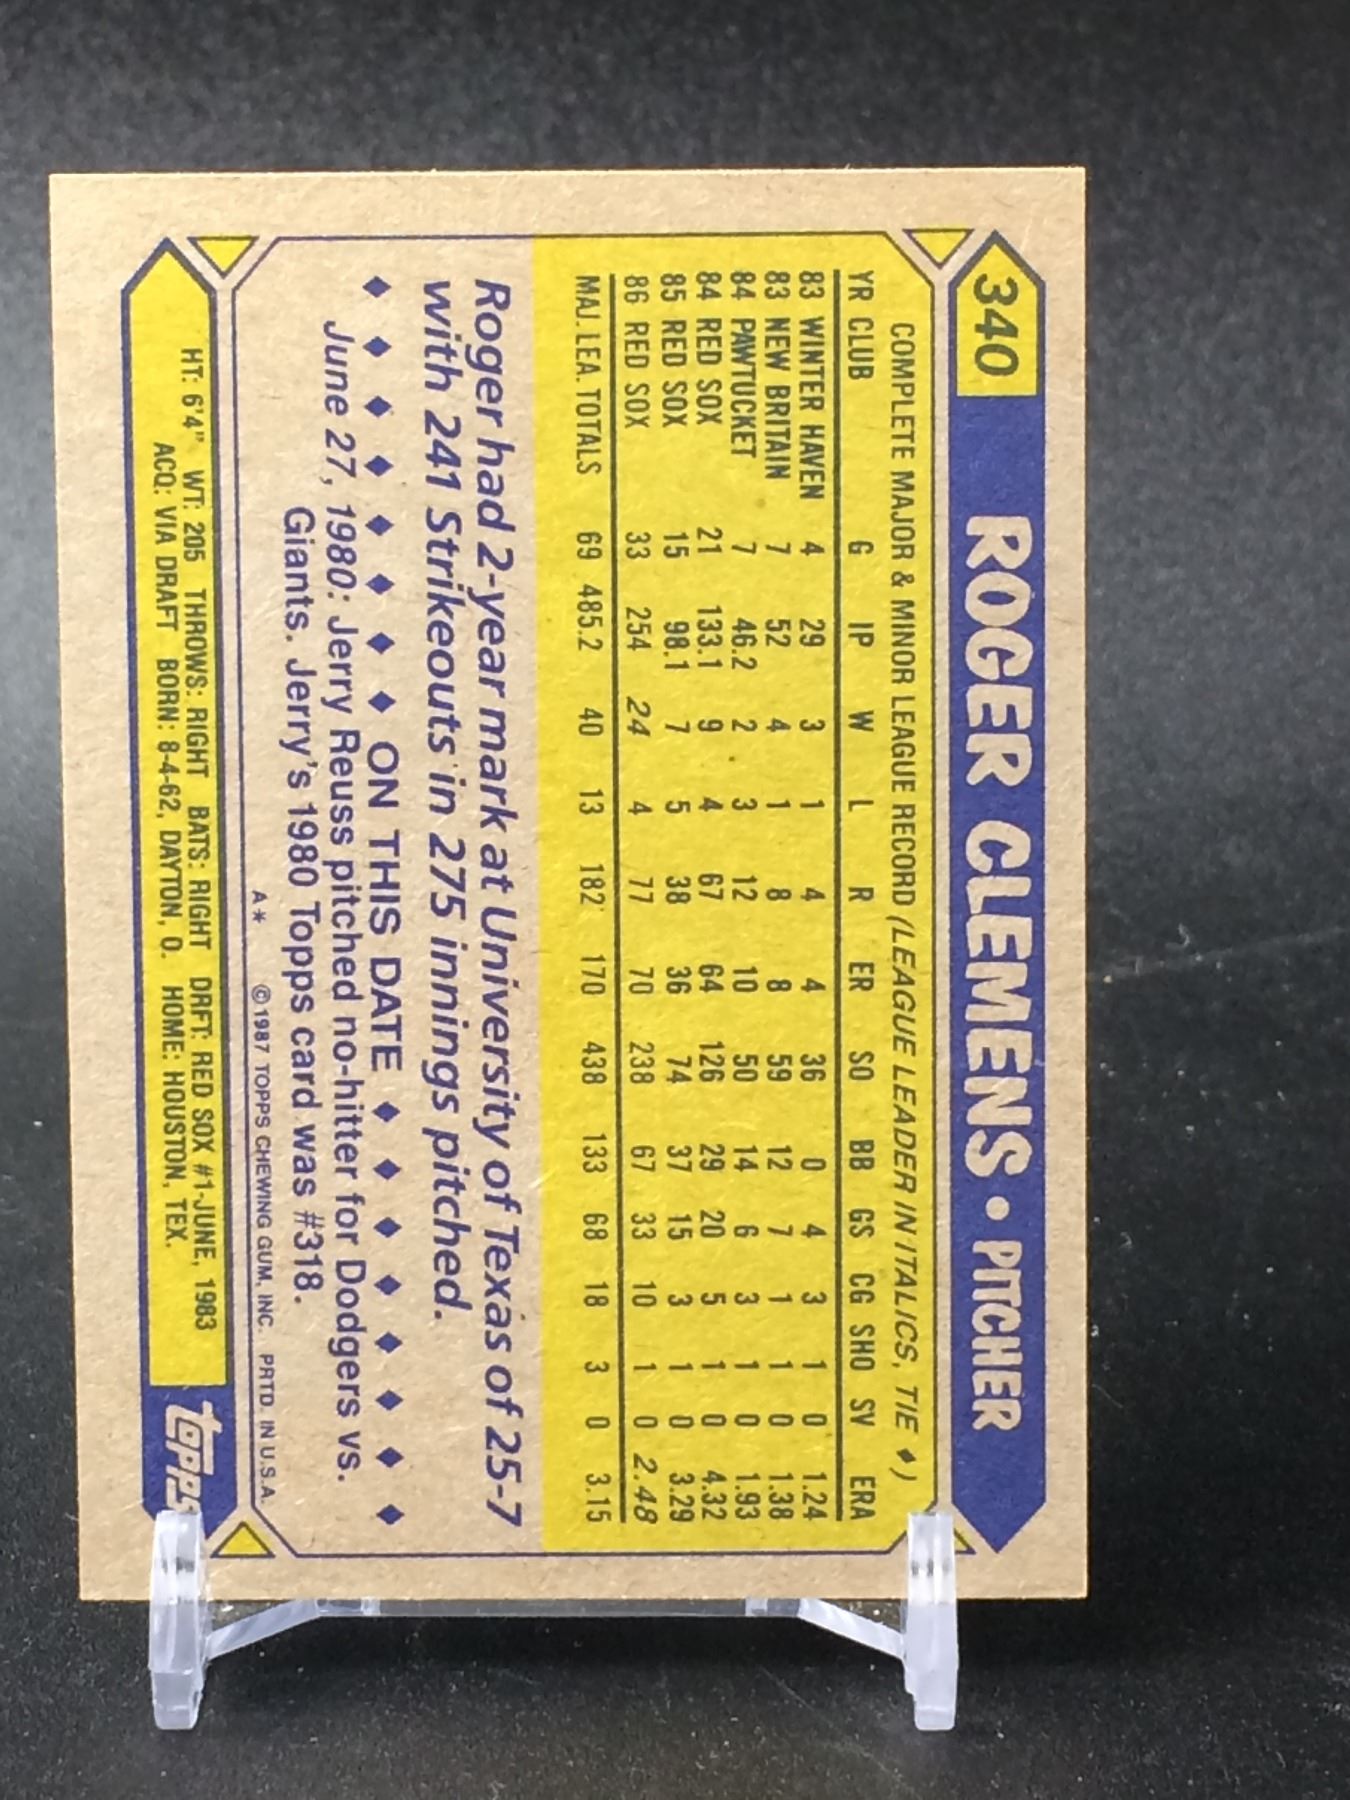 340 ROGER CLEMENS • PITCHER
COMPLETE MAJOR & MINOR LEAGUE RECORD (LEAGUE LEADER IN ITALICS, TIE ♦)
YR CLUB G IP W L R ER SO BB GS CG SHO SV ERA
83 WINTER HAVEN 4 29 3 1 4 4 36 0 4 3 1 0 1.24
83 NEW BRITAIN 7 52 4 1 8 8 59 12 7 1 1 0 1.38
84 PAWTUCKET 7 46.2 2 3 12 10 50 14 6 3 1 0 1.93
84 RED SOX 21 133.1 9 4 67 64 126 29 20 5 1 0 4.32
85 RED SOX 15 98.1 7 5 38 36 74 37 15 3 1 0 3.29
86 RED SOX 33 254 24 4 77 70 238 67 33 10 1 0 2.48
MAJ. LEA. TOTALS 69 485.2 40 13 182 170 438 133 68 18 3 0 3.15
Roger had 2-year mark at University of Texas of 25-7
with 241 Strikeouts in 275 innings pitched.
♦ ♦ ♦ ♦ ♦ ♦ ♦ ♦ ON THIS DATE ♦ ♦ ♦ ♦ ♦ ♦ ♦ ♦
June 27, 1980: Jerry Reuss pitched no-hitter for Dodgers vs.
Giants. Jerry's 1980 Topps card was #318.
A* ©1987 TOPPS CHEWING GUM, INC. PRTD. IN U.S.A.
HT: 6'4" WT: 205 THROWS: RIGHT BATS: RIGHT DRFT: RED SOX #1-JUNE, 1983
ACQ: VIA DRAFT BORN: 8-4-62, DAYTON, O. HOME: HOUSTON, TEX.
topps